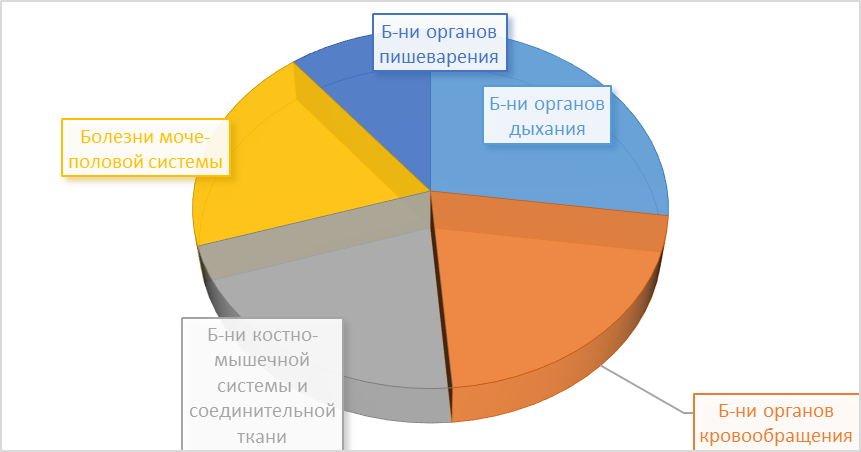 Б-ни органов
пишеварения
Б-ни органов
дыхания
Болезни моче-
половой системы
Б-ни костно-
мышечной
системы и
соединительной
ткани
Б-ни органов
кровообращения